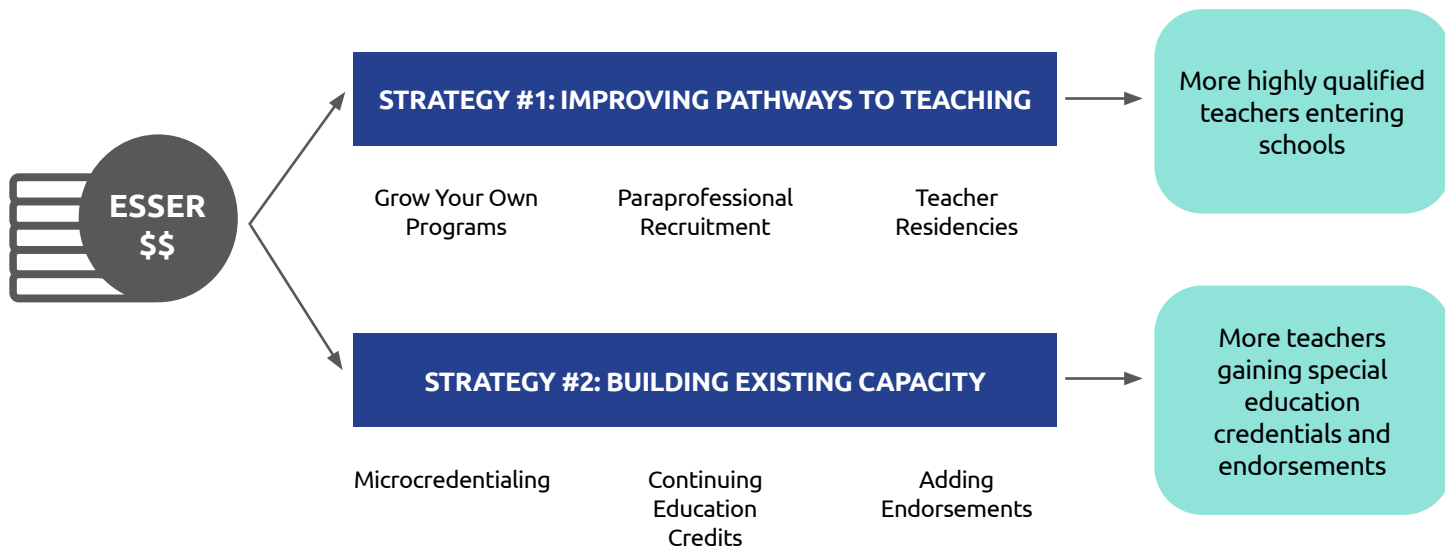 ESSER
$$
STRATEGY #1: IMPROVING PATHWAYS TO TEACHING
Grow Your Own
Programs
Paraprofessional
Recruitment
Teacher
Residencies
More highly qualified
teachers entering
schools
STRATEGY #2: BUILDING EXISTING CAPACITY
Microcredentialing
Continuing
Education
Credits
Adding
Endorsements
More teachers
gaining special
education
credentials and
endorsements